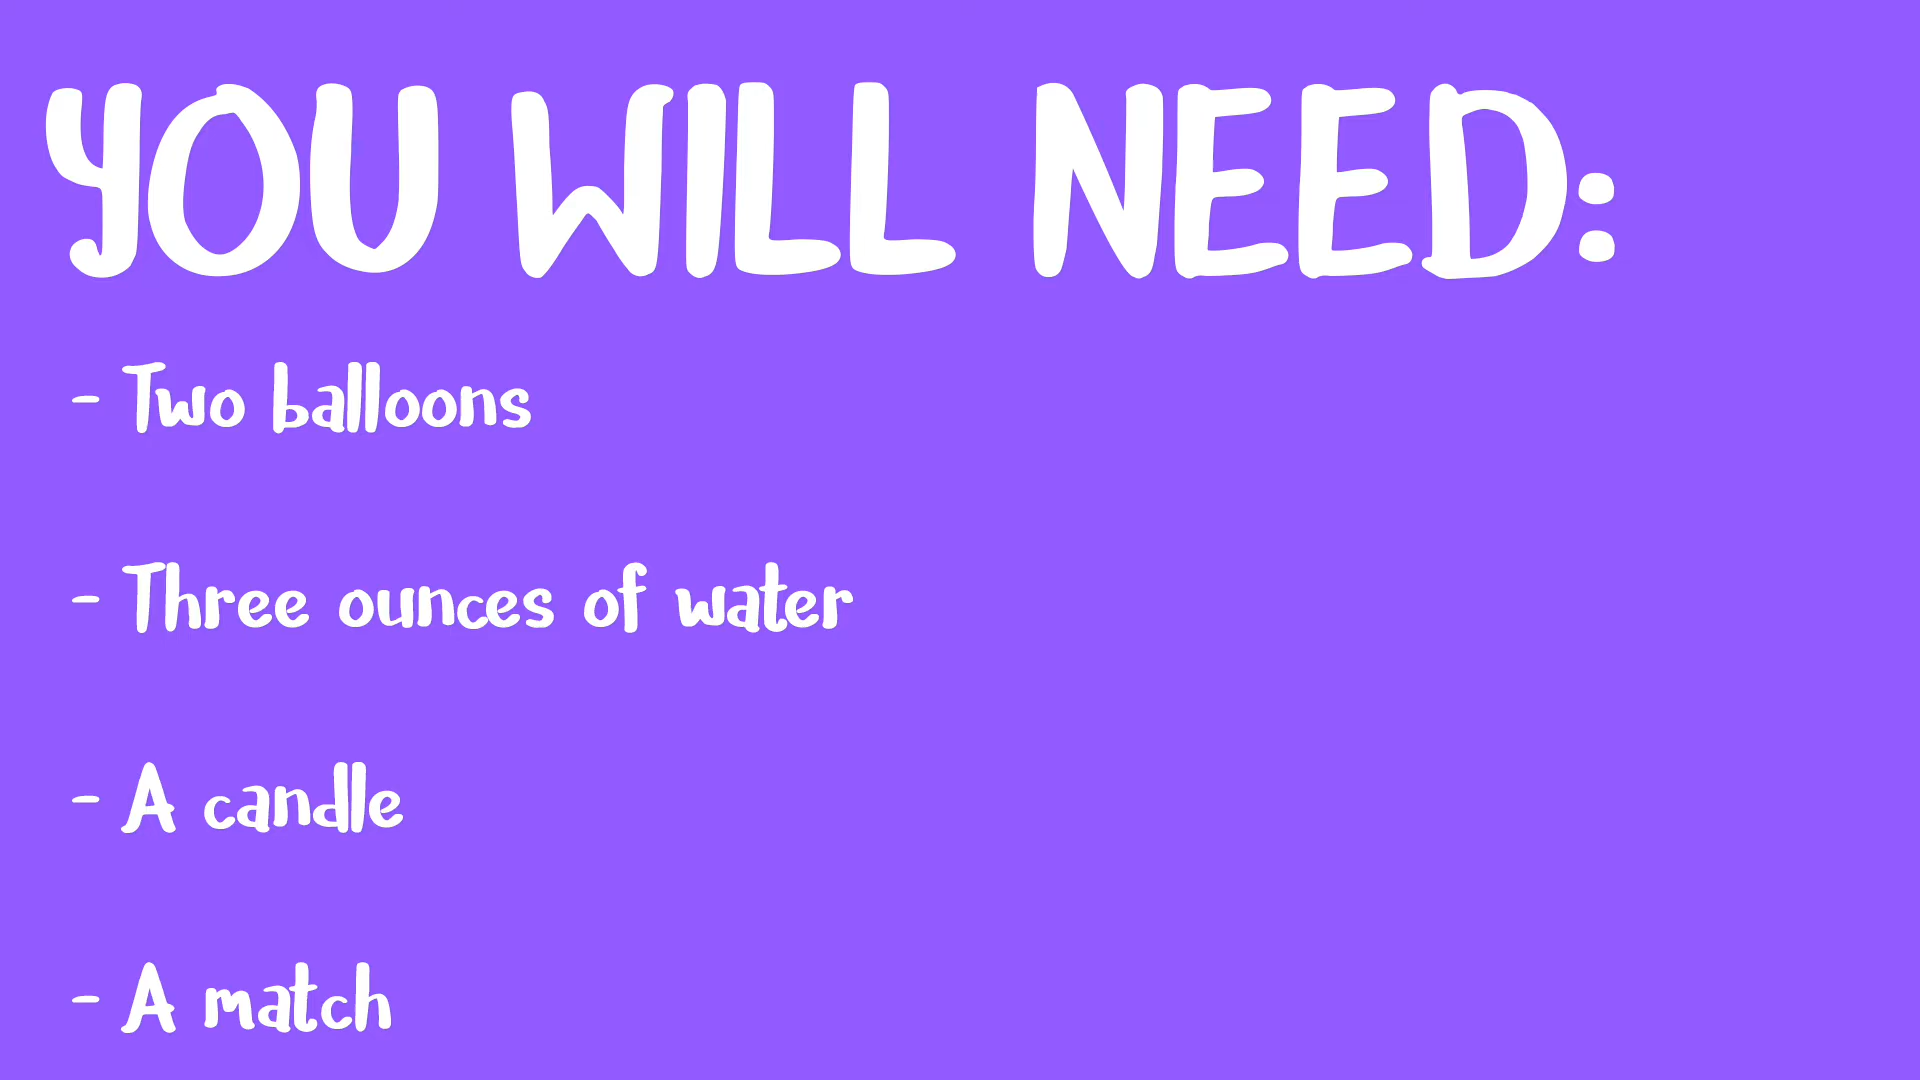 YOU WILL NEED:
- Two balloons
- Three ounces of water
- A candle
- A match